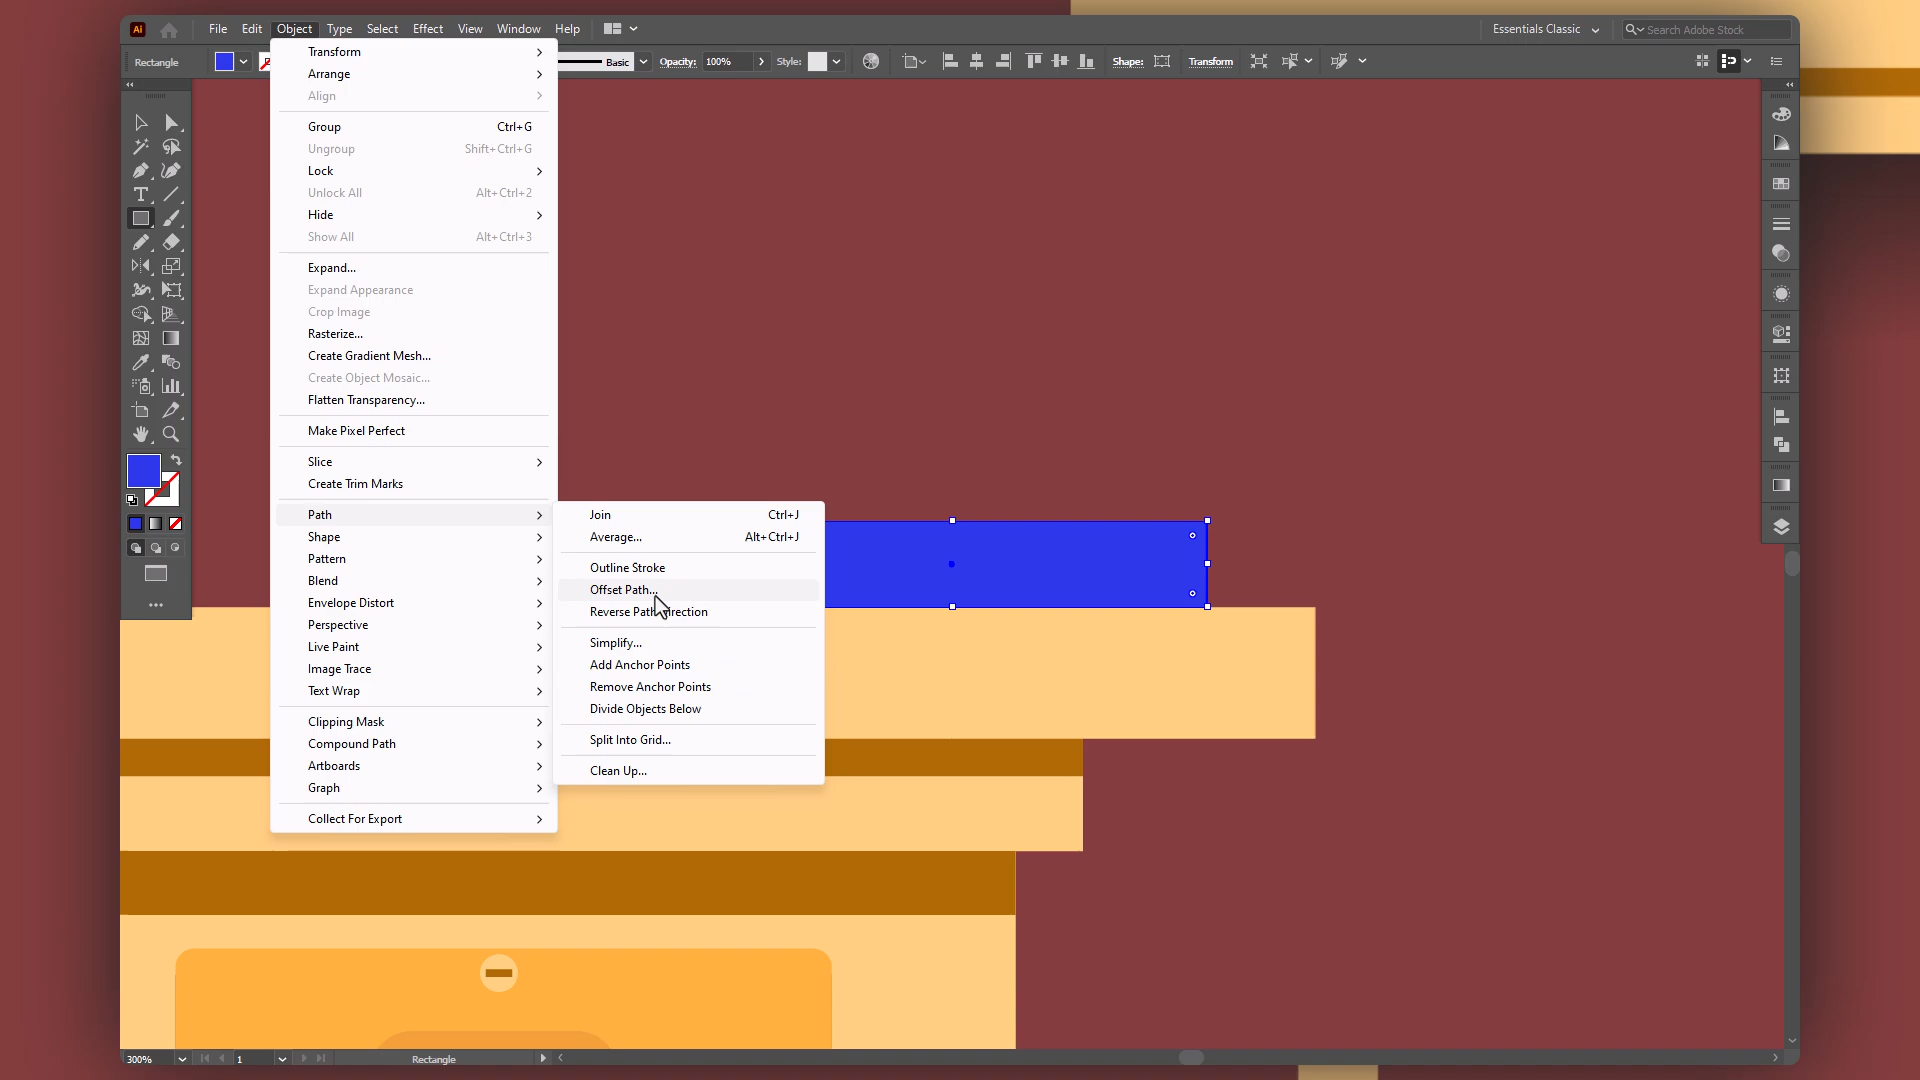 Ai File Edit Object Type Select Effect View Window Help Essentials Classic Search Adobe Stock
Rectangle Basic Opacity: 100% Style: Shape: Transform
Transform
Arrange
Align
Group Ctrl+G
Ungroup Shift+Ctrl+G
Lock
Unlock All Alt+Ctrl+2
Hide
Show All Alt+Ctrl+3
Expand...
Expand Appearance
Crop Image
Rasterize...
Create Gradient Mesh...
Create Object Mosaic...
Flatten Transparency...
Make Pixel Perfect
Slice
Create Trim Marks
Path
Shape
Pattern
Blend
Envelope Distort
Perspective
Live Paint
Image Trace
Text Wrap
Clipping Mask
Compound Path
Artboards
Graph
Collect For Export
Join Ctrl+J
Average... Alt+Ctrl+J
Outline Stroke
Offset Path...
Reverse Path Direction
Simplify...
Add Anchor Points
Remove Anchor Points
Divide Objects Below
Split Into Grid...
Clean Up...
300% 1 Rectangle